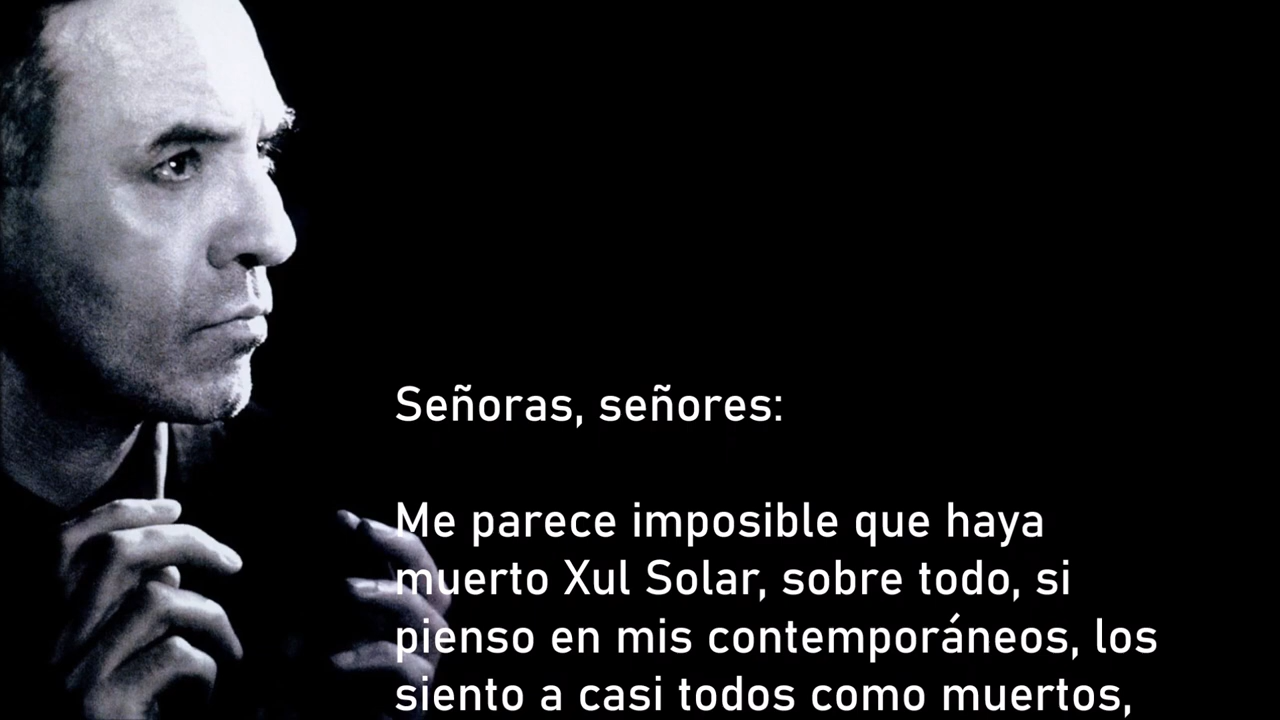 Señoras, señores:
Me parece imposible que haya
muerto Xul Solar, sobre todo, si
pienso en mis contemporáneos, los
siento a casi todos como muertos,